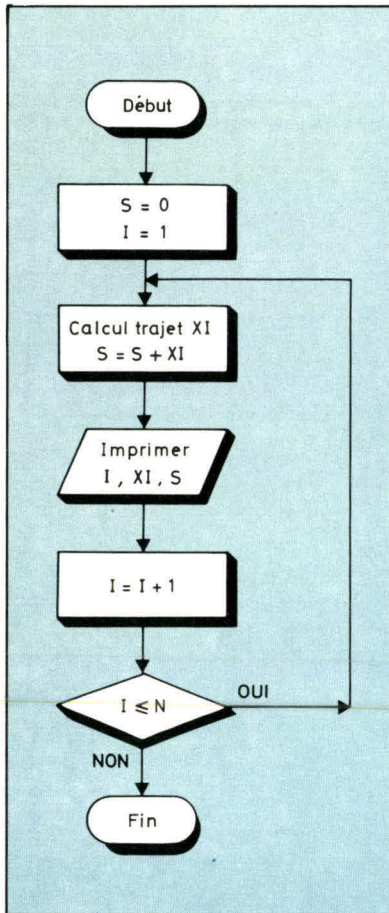 Début
S = 0
I = 1
Calcul trajet XI
S = S + XI
Imprimer
I , XI , S
I = I + 1
I ≤ N
OUI
NON
Fin